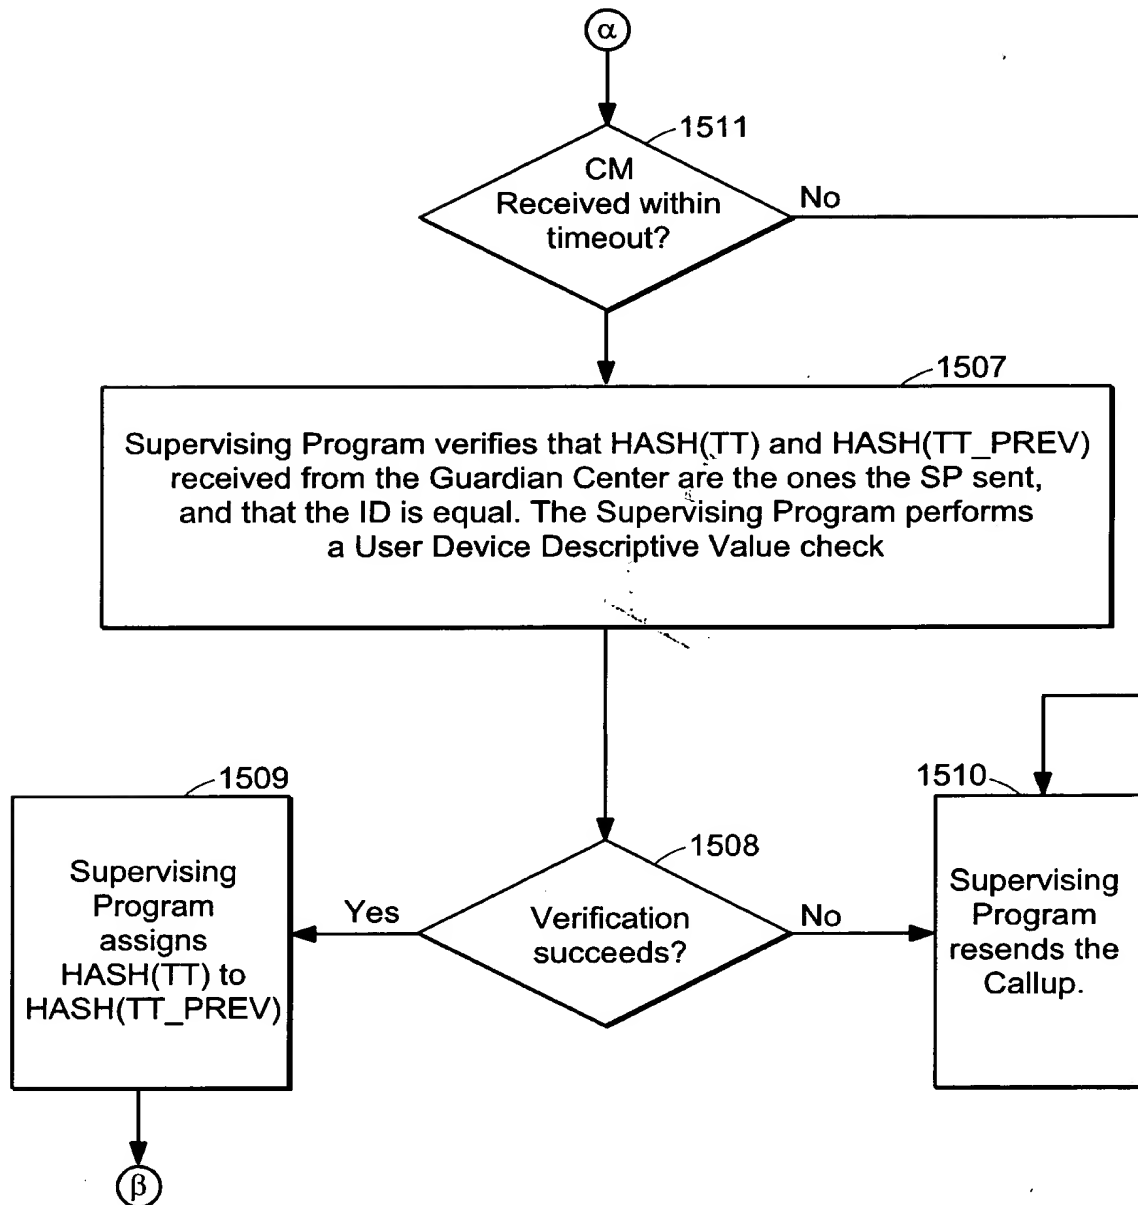 α
1511
CM
Received within
timeout?
No
1507
Supervising Program verifies that HASH(TT) and HASH(TT_PREV)
received from the Guardian Center are the ones the SP sent,
and that the ID is equal. The Supervising Program performs
a User Device Descriptive Value check
1509
Supervising
Program
assigns
HASH(TT) to
HASH(TT_PREV)
Yes
1508
Verification
succeeds?
No
1510
Supervising
Program
resends the
Callup.
β